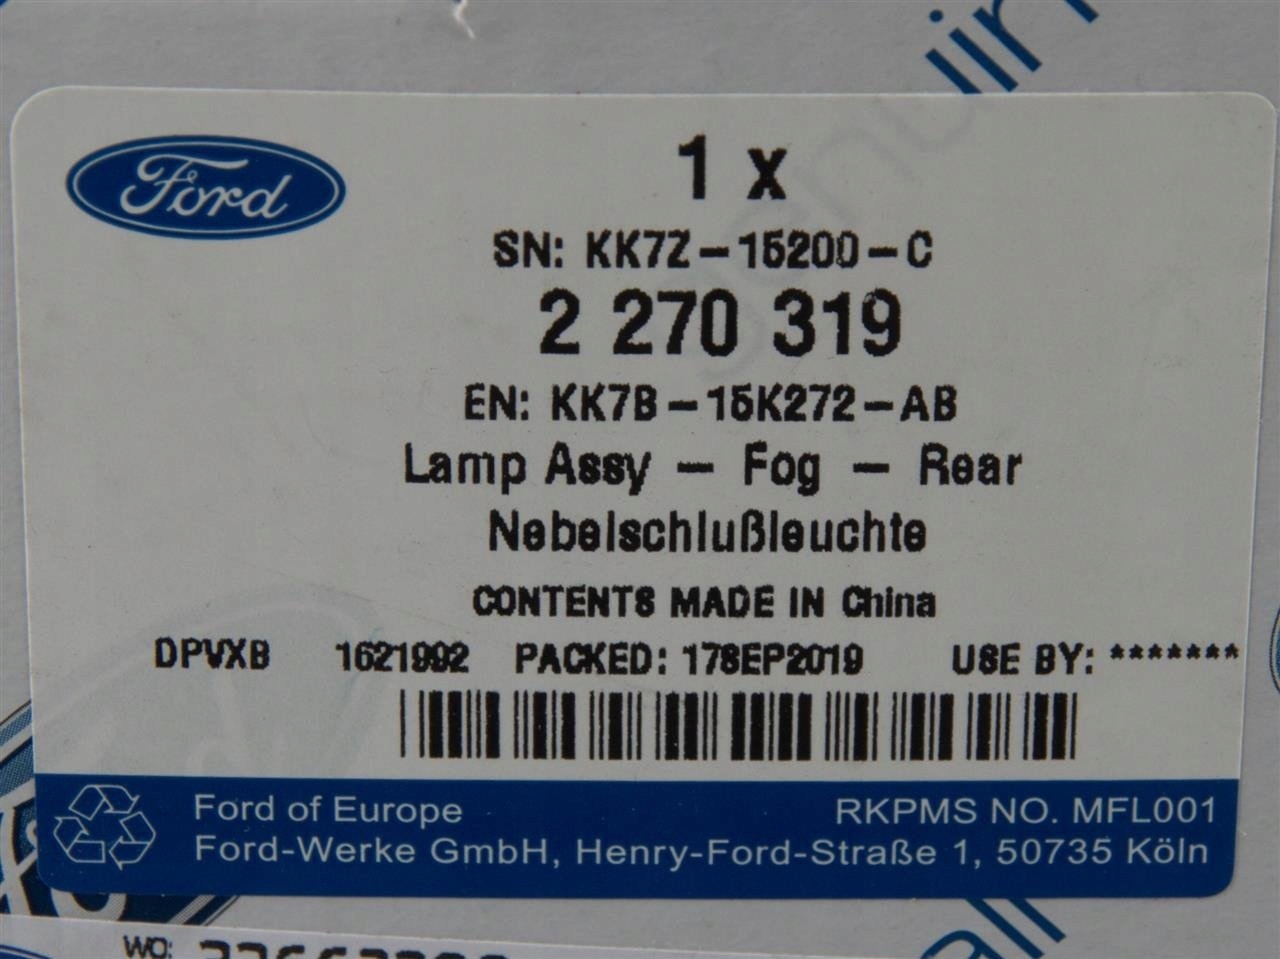 genuin
Ford
1 x
SN: KK7Z-15200-C
2 270 319
EN: KK7B-15K272-AB
Lamp Assy - Fog - Rear
Nebelschlußleuchte
CONTENTS MADE IN China
DPVXB 1621992 PACKED: 17SEP2019 USE BY: *******
Ford of Europe RKPMS NO. MFL001
Ford-Werke GmbH, Henry-Ford-Straße 1, 50735 Köln
WO: